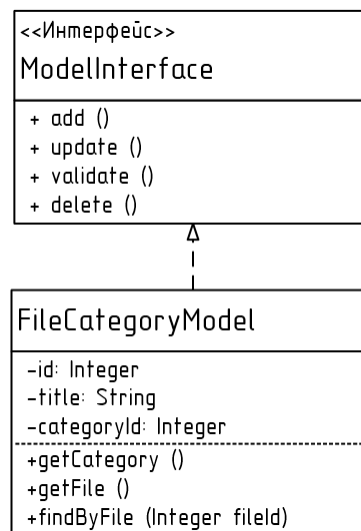 <<Интерфейс>>
ModelInterface
+ add ()
+ update ()
+ validate ()
+ delete ()
FileCategoryModel
-id: Integer
-title: String
-categoryId: Integer
+getCategory ()
+getFile ()
+findByFile (Integer fileId)